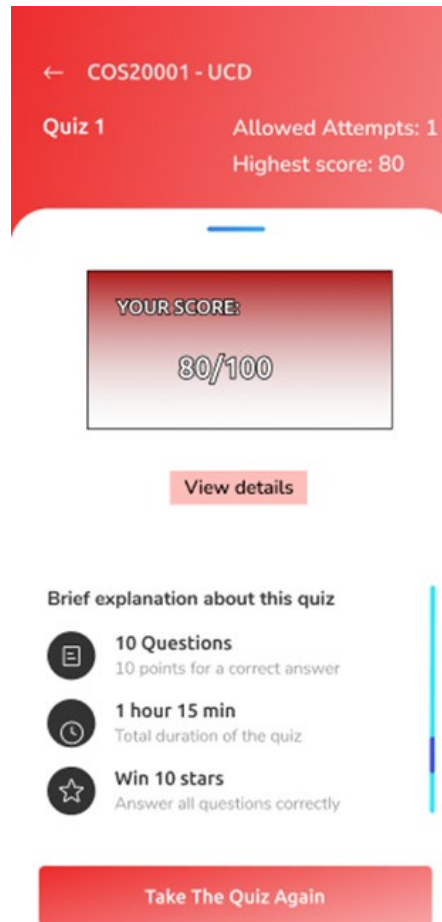 ← COS20001 - UCD
Quiz 1
Allowed Attempts: 1
Highest score: 80
YOUR SCORE:
80/100
View details
Brief explanation about this quiz
10 Questions
10 points for a correct answer
1 hour 15 min
Total duration of the quiz
Win 10 stars
Answer all questions correctly
Take The Quiz Again